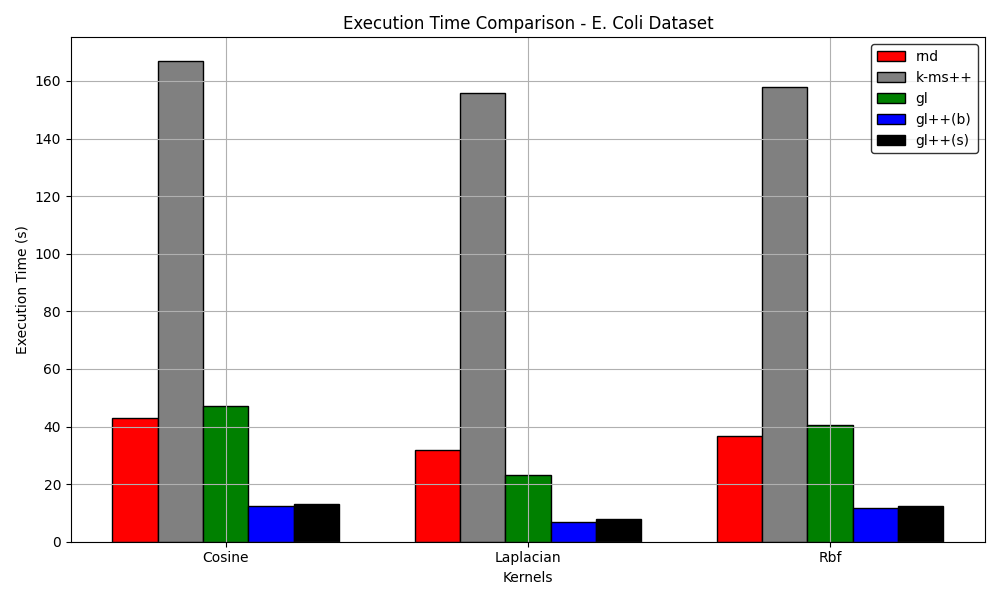 Execution Time Comparison - E. Coli Dataset
rnd
k-ms++
gl
gl++(b)
gl++(s)
Execution Time (s)
160
140
120
100
80
60
40
20
0
Cosine
Laplacian
Rbf
Kernels